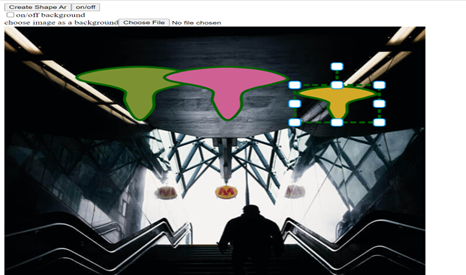 Create Shape Ar on/off
on/off background
choose image as a background Choose File No file chosen